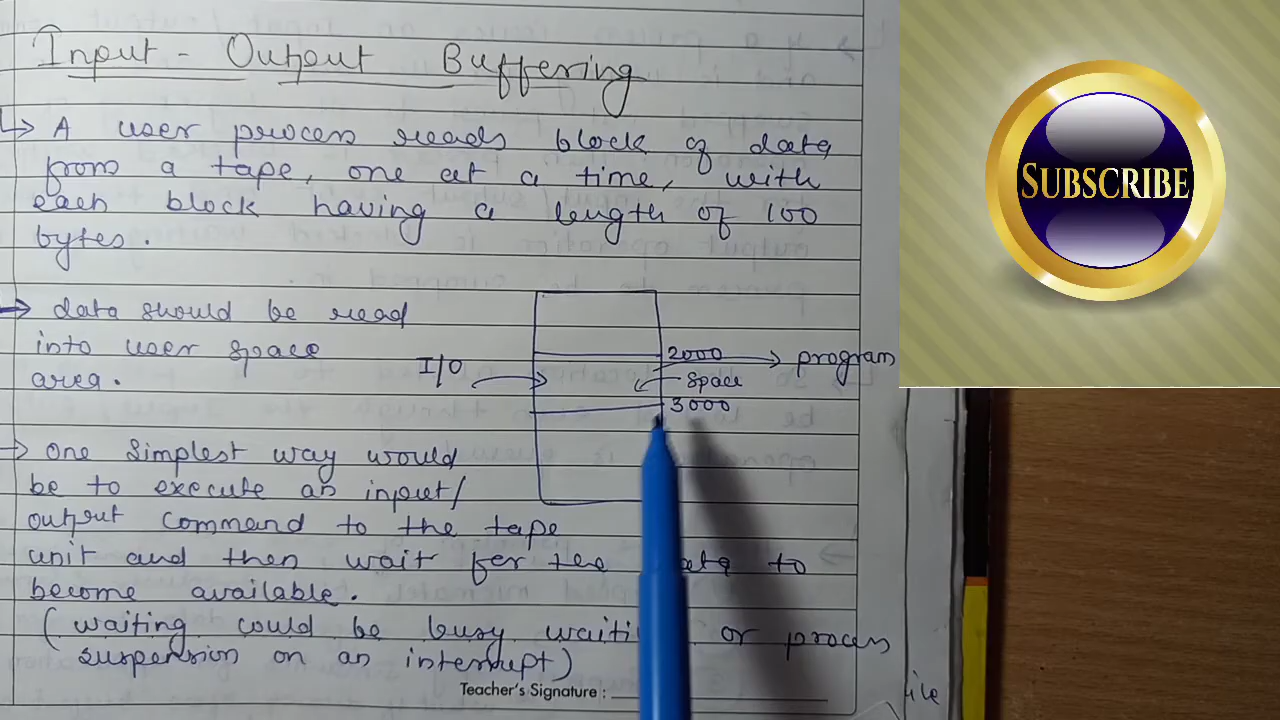 Input - Output Buffering
↳ A user process reads block of data
from a tape, one at a time, with
each block having a length of 100
bytes.
→ data should be read
into user space
area.
I/O
2000 → program
space
3000
→ One simplest way would
be to execute an input/
output command to the tape
unit and then wait for the to
become available.
(waiting could be busy or process
suspension on an interrupt)
Teacher's Signature :
SUBSCRIBE